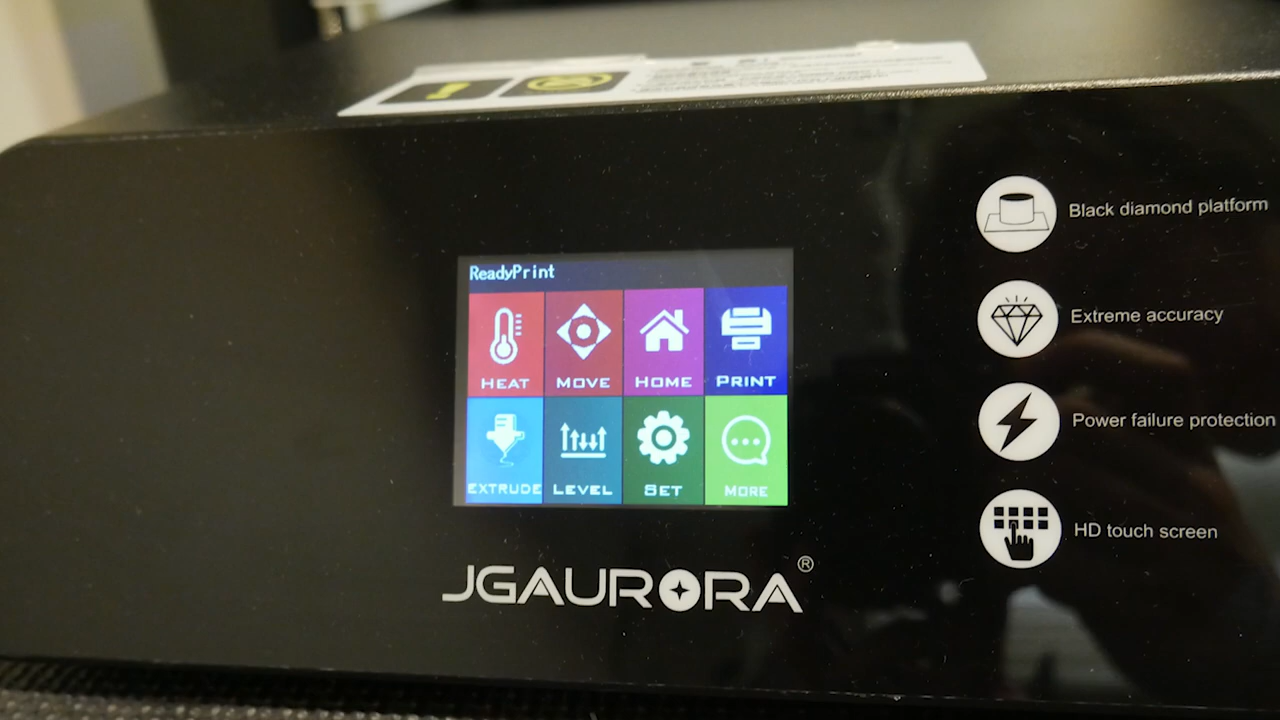 ReadyPrint
HEAT
MOVE
HOME
PRINT
EXTRUDE
LEVEL
SET
MORE
JGAURORA®
Black diamond platform
Extreme accuracy
Power failure protection
HD touch screen